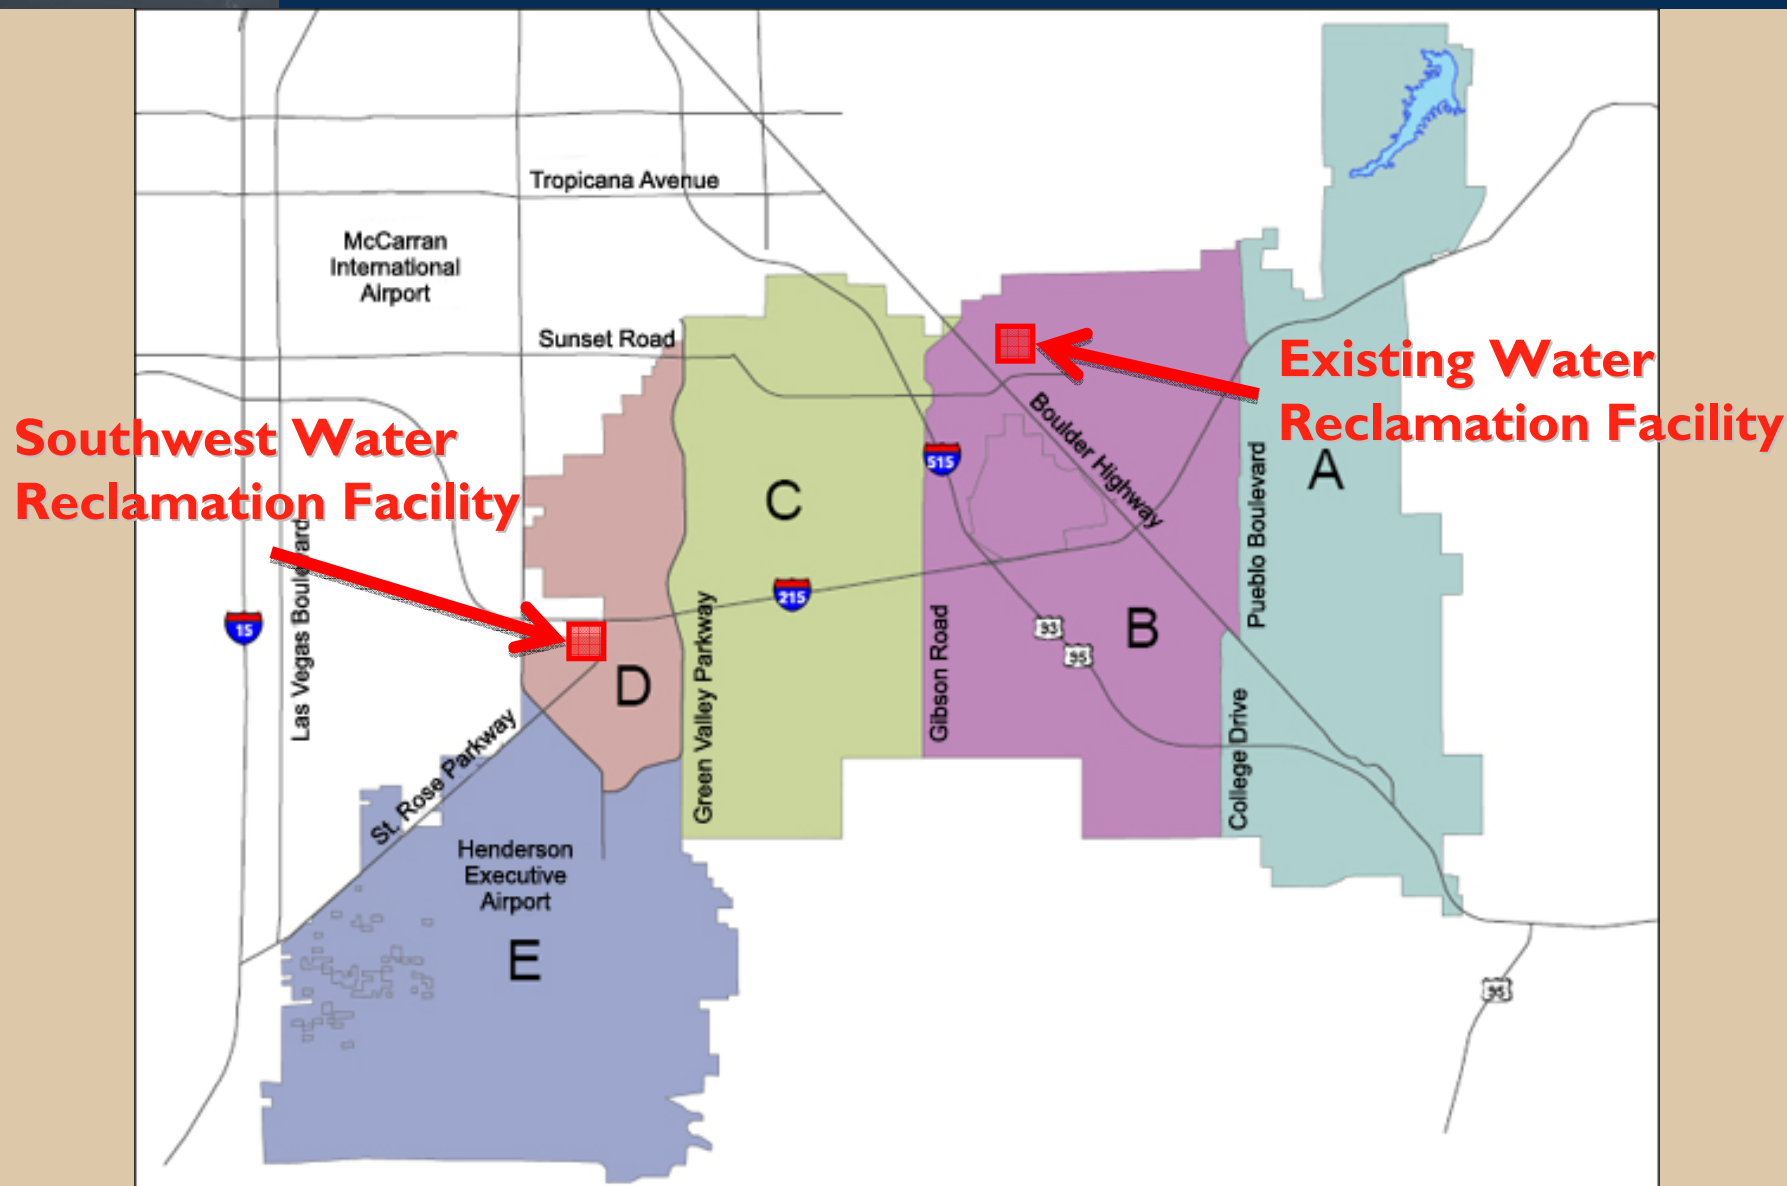 Tropicana Avenue
McCarran
International
Airport
Sunset Road
Existing Water
Reclamation Facility
Southwest Water
Reclamation Facility
Boulder Highway
515
A
C
Pueblo Boulevard
Las Vegas Boulevard
215
15
Green Valley Parkway
Gibson Road
93
95
B
D
College Drive
St. Rose Parkway
Henderson
Executive
Airport
E
95